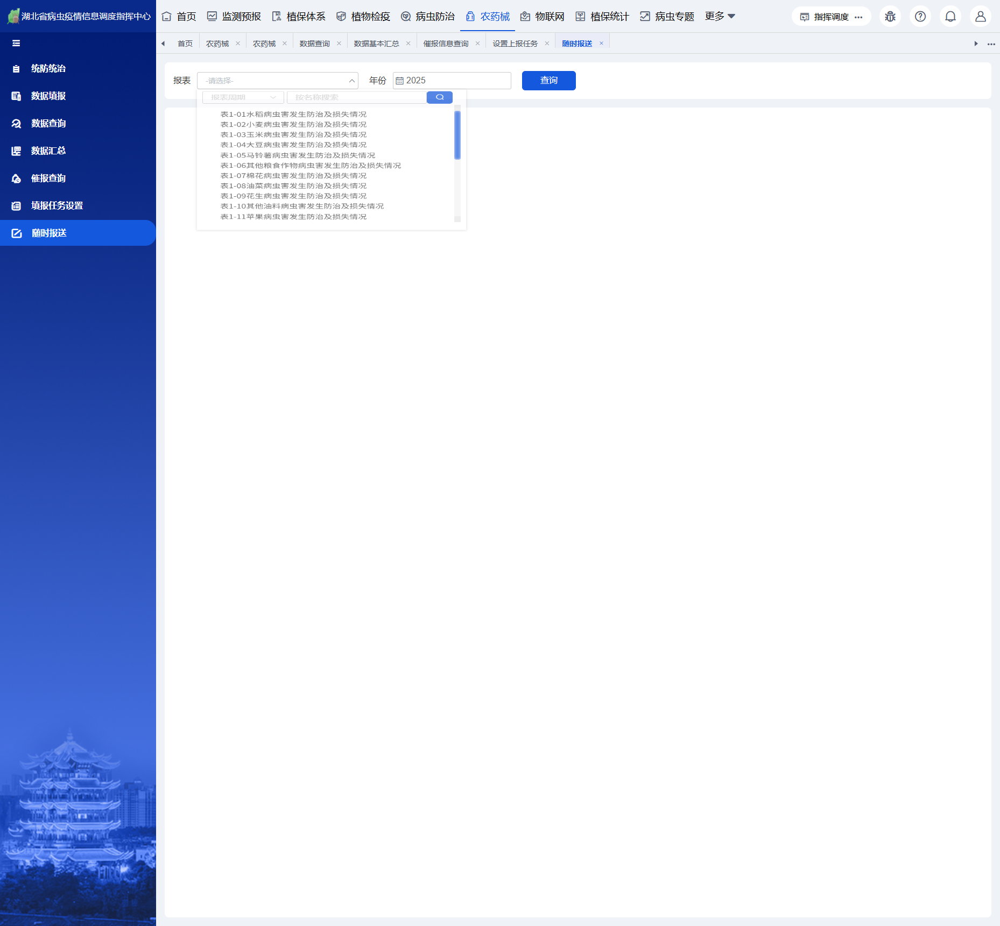 湖北省病虫疫情信息调度指挥中心
首页 监测预报 植保体系 植物检疫 病虫防治 农药械 物联网 植保统计 病虫专题 更多 指挥调度
首页 农药械 农药械 数据查询 数据基本汇总 催报信息查询 设置上报任务 随时报送
统防统治
数据填报
数据查询
数据汇总
催报查询
填报任务设置
随时报送
报表 -请选择- 年份 2025 查询
报表周期 按名称搜索
表1-01水稻病虫害发生防治及损失情况
表1-02小麦病虫害发生防治及损失情况
表1-03玉米病虫害发生防治及损失情况
表1-04大豆病虫害发生防治及损失情况
表1-05马铃薯病虫害发生防治及损失情况
表1-06其他粮食作物病虫害发生防治及损失情况
表1-07棉花病虫害发生防治及损失情况
表1-08油菜病虫害发生防治及损失情况
表1-09花生病虫害发生防治及损失情况
表1-10其他油料病虫害发生防治及损失情况
表1-11苹果病虫害发生防治及损失情况